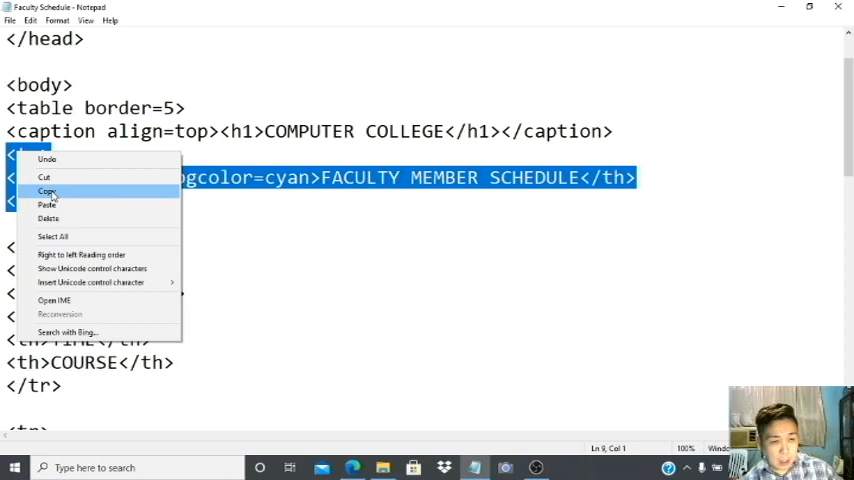 Faculty Schedule - Notepad
File Edit Format View Help
</head>
<body>
<table border=5>
<caption align=top><h1>COMPUTER COLLEGE</h1></caption>
gcolor=cyan>FACULTY MEMBER SCHEDULE</th>
Undo
Cut
Copy
Paste
Delete
Select All
Right to left Reading order
Show Unicode control characters
Insert Unicode control character
Open IME
Reconversion
Search with Bing...
<th>TIME</th>
<th>COURSE</th>
</tr>
Ln 9, Col 1 100%
Type here to search